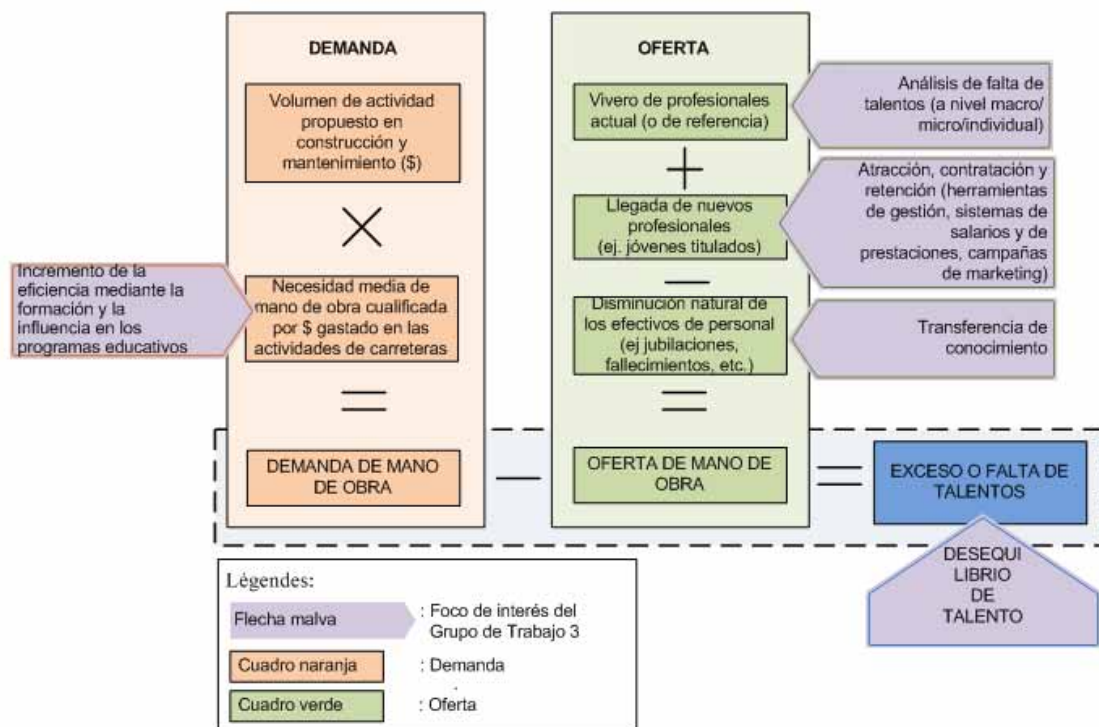 DEMANDA
Volumen de actividad
propuesto en
construcción y
mantenimiento ($)
×
Necesidad media de
mano de obra cualificada
por $ gastado en las
actividades de carreteras
=
DEMANDA DE MANO
DE OBRA
Incremento de la
eficiencia mediante la
formación y la
influencia en los
programas educativos
−
OFERTA
Vivero de profesionales
actual (o de referencia)
+
Llegada de nuevos
profesionales
(ej. jóvenes titulados)
−
Disminución natural de
los efectivos de personal
(ej jubilaciones,
fallecimientos, etc.)
=
OFERTA DE MANO DE
OBRA
Análisis de falta de
talentos (a nivel macro/
micro/individual)
Atracción, contratación y
retención (herramientas
de gestión, sistemas de
salarios y de
prestaciones, campañas
de marketing)
Transferencia de
conocimiento
=
EXCESO O FALTA DE
TALENTOS
DESEQUI
LIBRIO
DE
TALENTO
Légendes:
Flecha malva : Foco de interés del
Grupo de Trabajo 3
Cuadro naranja : Demanda
.
Cuadro verde : Oferta